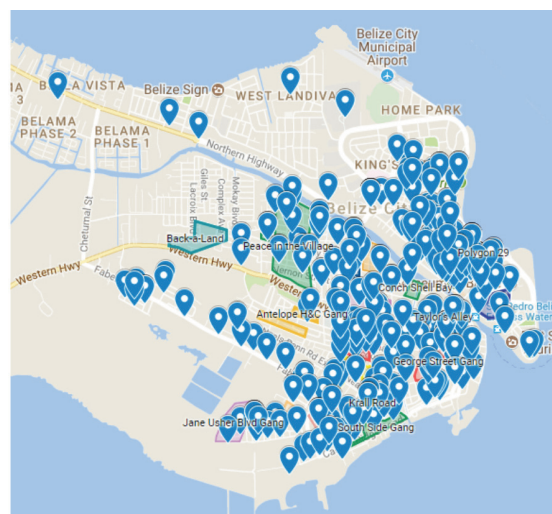 Belize City
Municipal
Airport
BELLA VISTA
Belize Sign
WEST LANDIVA
HOME PARK
BELAMA
PHASE 2
BELAMA
PHASE 1
3
Northern Highway
KING'S
Giles St
Lacroix Blvd
Complex A
Mokay Blvd
Belize City
Chetumal St
Back-a-Land
Peace in the Village
Polygon 29
Western Hwy
Western Hwy
Faber
Conch Shell Bay
Antelope H&C Gang
Taylor's Alley
George Street Gang
Krall Road
Jane Usher Blvd Gang
South Side Gang